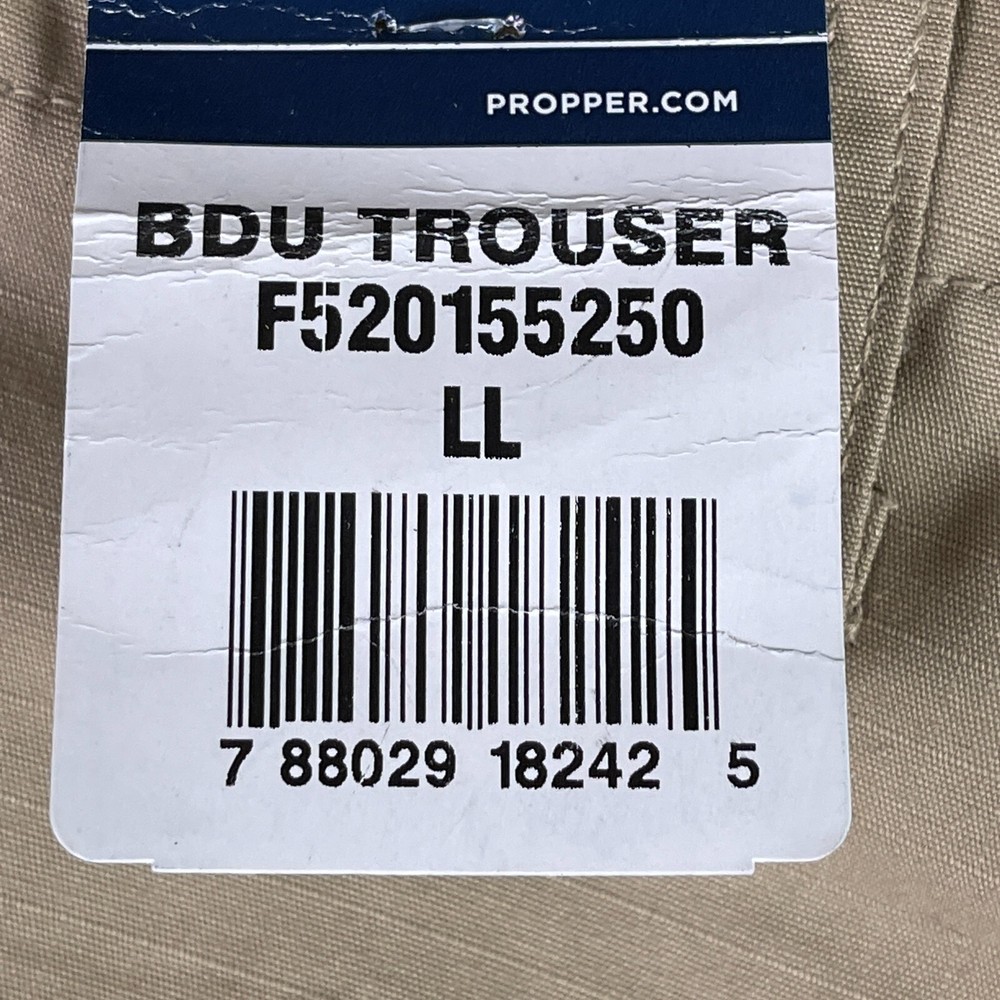 PROPPER.COM
BDU TROUSER
F520155250
LL
7 88029 18242 5